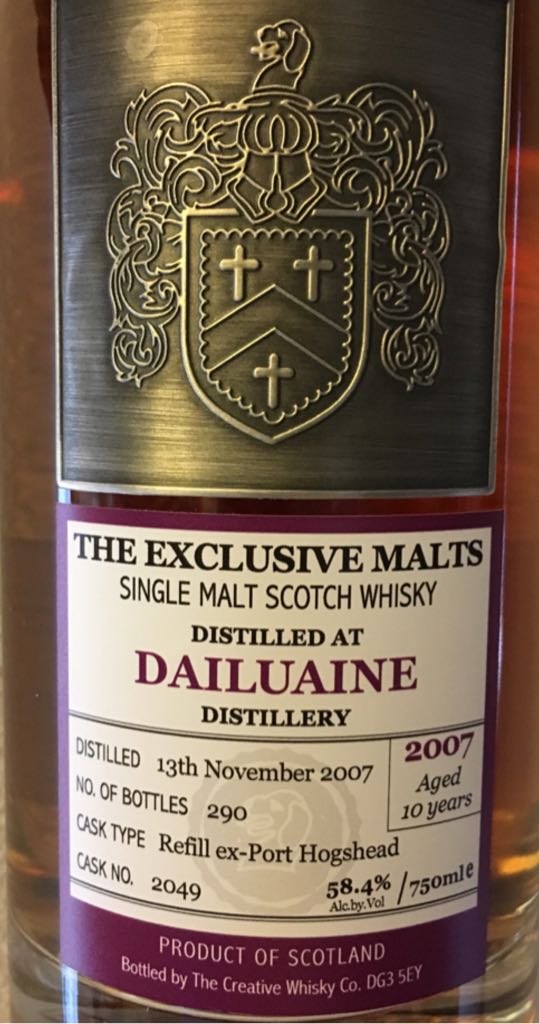 THE EXCLUSIVE MALTS
SINGLE MALT SCOTCH WHISKY
DISTILLED AT
DAILUAINE
DISTILLERY
DISTILLED 13th November 2007
NO. OF BOTTLES 290
CASK TYPE Refill ex-Port Hogshead
CASK NO. 2049
2007
Aged
10 years
58.4% /750ml e
Alc.by.Vol
PRODUCT OF SCOTLAND
Bottled by The Creative Whisky Co. DG3 5EY